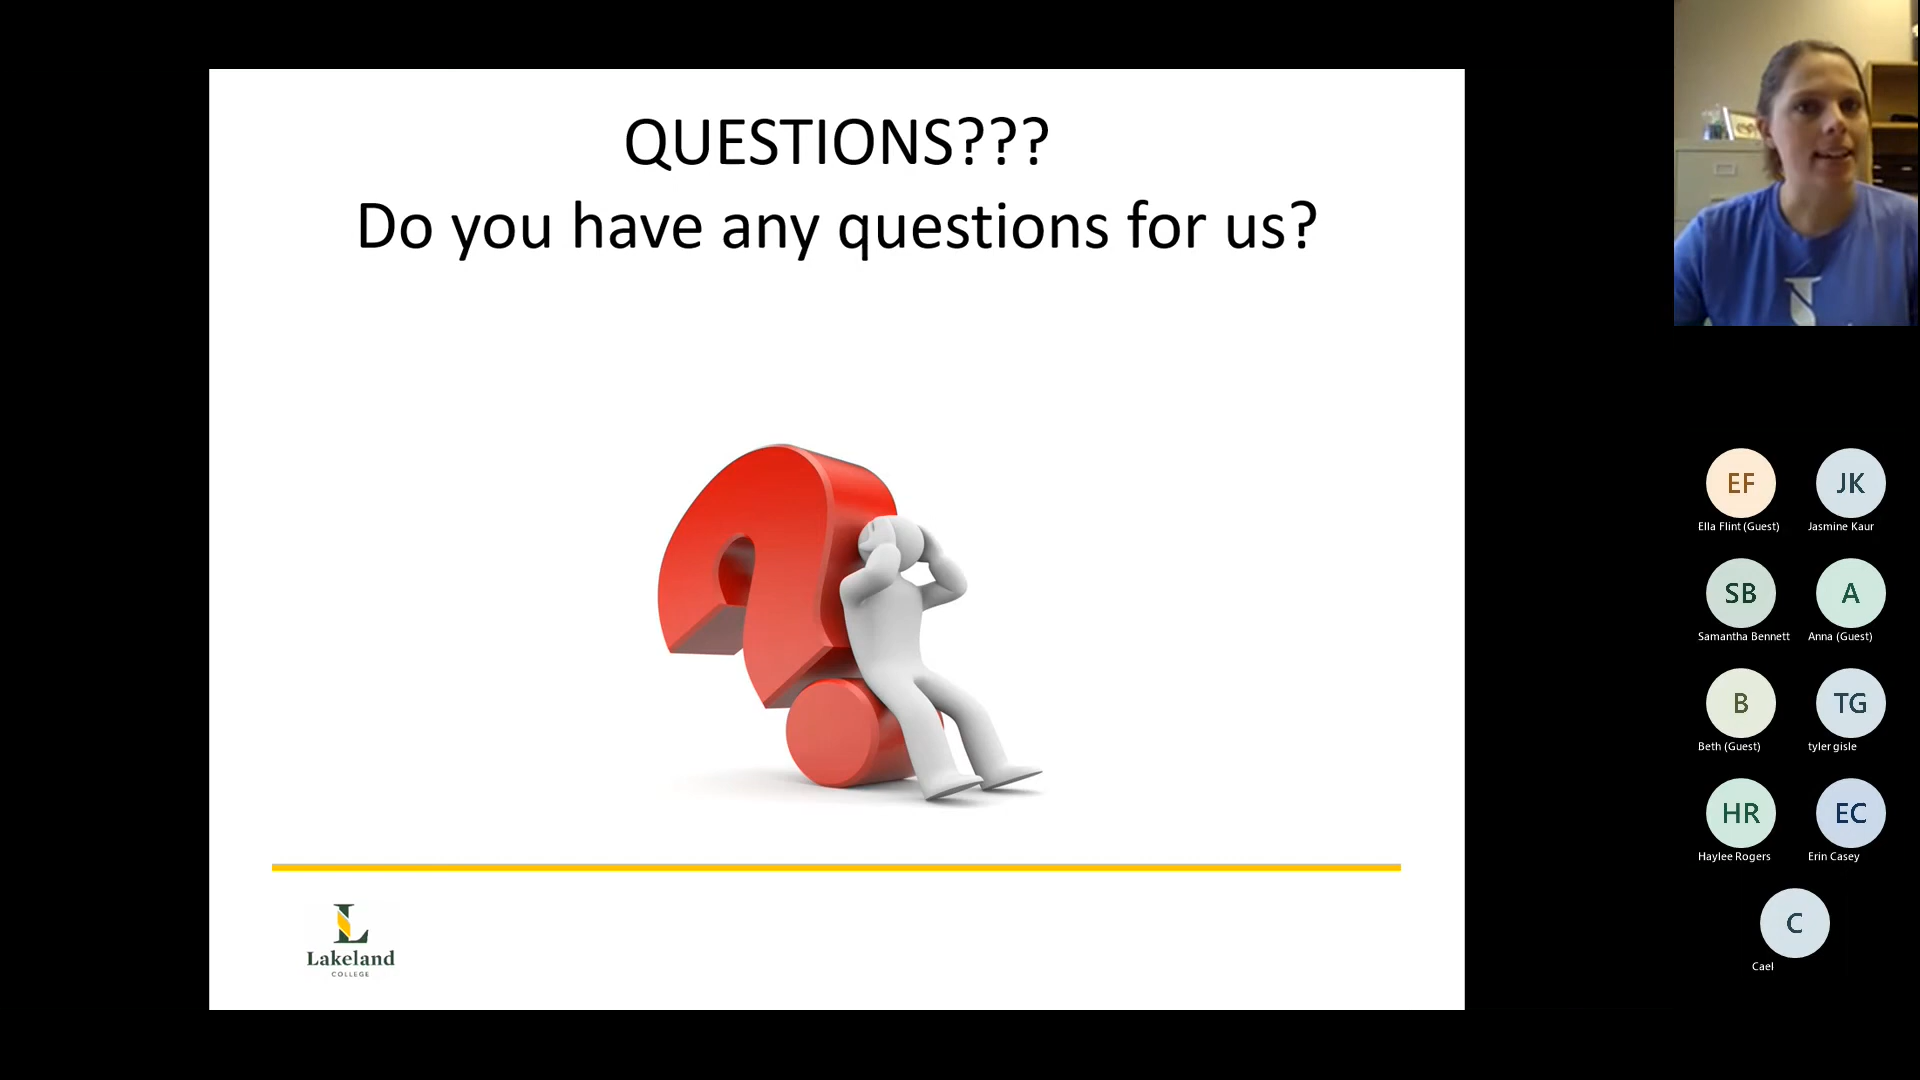 QUESTIONS???
Do you have any questions for us?
Lakeland
COLLEGE
EF
JK
Ella Flint (Guest)
Jasmine Kaur
SB
A
Samantha Bennett
Anna (Guest)
B
TG
Beth (Guest)
tyler gisle
HR
EC
Haylee Rogers
Erin Casey
C
Cael